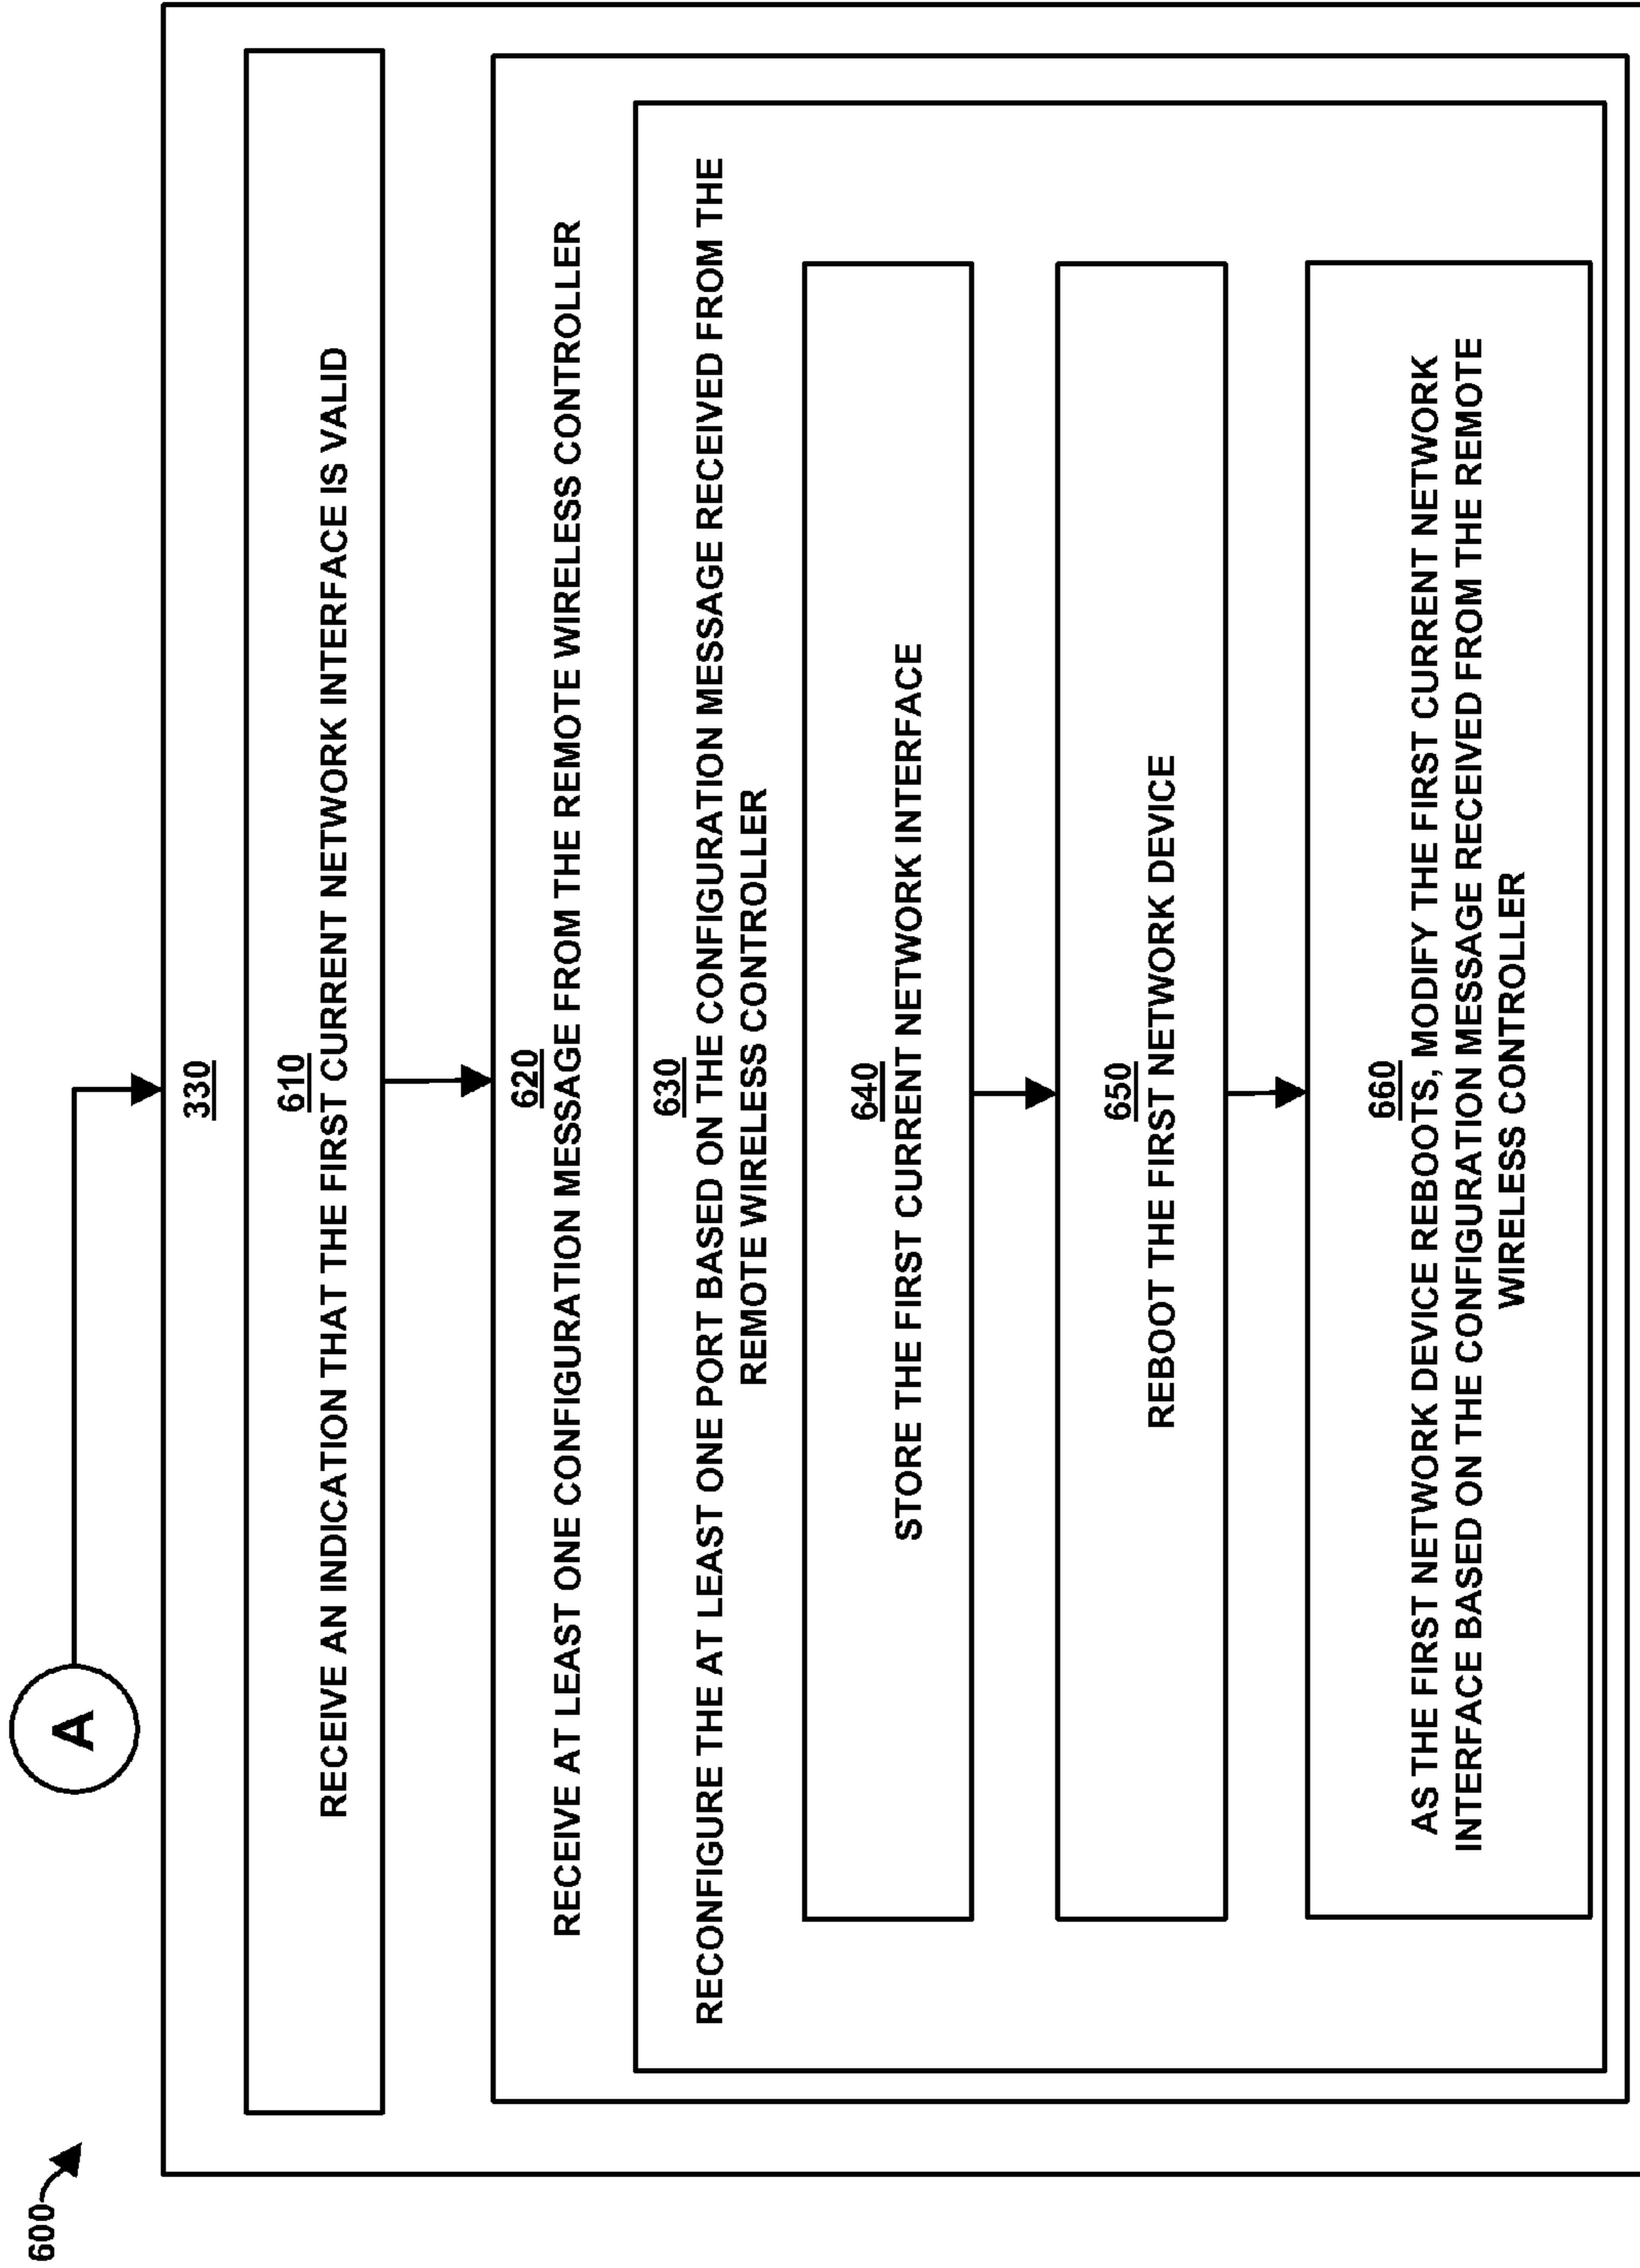 600
A
330
610
RECEIVE AN INDICATION THAT THE FIRST CURRENT NETWORK INTERFACE IS VALID
620
RECEIVE AT LEAST ONE CONFIGURATION MESSAGE FROM THE REMOTE WIRELESS CONTROLLER
630
RECONFIGURE THE AT LEAST ONE PORT BASED ON THE CONFIGURATION MESSAGE RECEIVED FROM THE
REMOTE WIRELESS CONTROLLER
640
STORE THE FIRST CURRENT NETWORK INTERFACE
650
REBOOT THE FIRST NETWORK DEVICE
660
AS THE FIRST NETWORK DEVICE REBOOTS, MODIFY THE FIRST CURRENT NETWORK
INTERFACE BASED ON THE CONFIGURATION MESSAGE RECEIVED FROM THE REMOTE
WIRELESS CONTROLLER